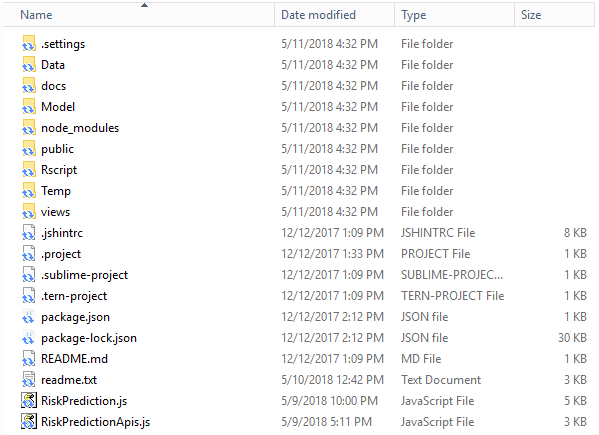 Name Date modified Type Size
.settings 5/11/2018 4:32 PM File folder
Data 5/11/2018 4:32 PM File folder
docs 5/11/2018 4:32 PM File folder
Model 5/11/2018 4:32 PM File folder
node_modules 5/11/2018 4:32 PM File folder
public 5/11/2018 4:32 PM File folder
Rscript 5/11/2018 4:32 PM File folder
Temp 5/11/2018 4:32 PM File folder
views 5/11/2018 4:32 PM File folder
.jshintrc 12/12/2017 1:09 PM JSHINTRC File 8 KB
.project 12/12/2017 1:33 PM PROJECT File 1 KB
.sublime-project 12/12/2017 1:09 PM SUBLIME-PROJEC... 1 KB
.tern-project 12/12/2017 1:09 PM TERN-PROJECT File 1 KB
package.json 12/12/2017 2:12 PM JSON file 1 KB
package-lock.json 12/12/2017 2:12 PM JSON file 30 KB
README.md 12/12/2017 1:09 PM MD File 1 KB
readme.txt 5/10/2018 12:42 PM Text Document 3 KB
RiskPrediction.js 5/9/2018 10:00 PM JavaScript File 5 KB
RiskPredictionApis.js 5/9/2018 5:11 PM JavaScript File 3 KB